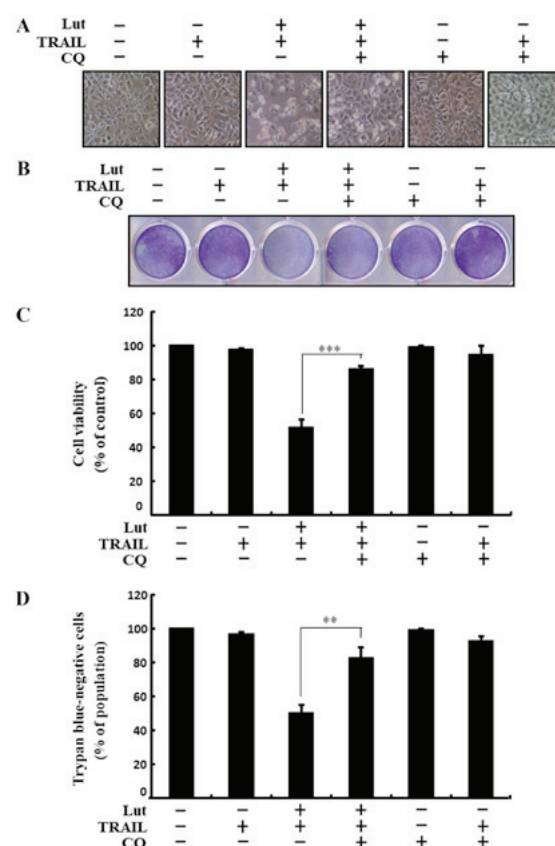 A
Lut – – + + – –
TRAIL – + + + – +
CQ – – – + + +
B
Lut – – + + – –
TRAIL – + + + – +
CQ – – – + + +
C
Cell viability
(% of control)
120
100
80
60
40
20
0
***
Lut – – + + – –
TRAIL – + + + – +
CQ – – – + + +
D
Trypan blue-negative cells
(% of population)
120
100
80
60
40
20
0
**
Lut – – + + – –
TRAIL – + + + – +
CQ – – – + + +